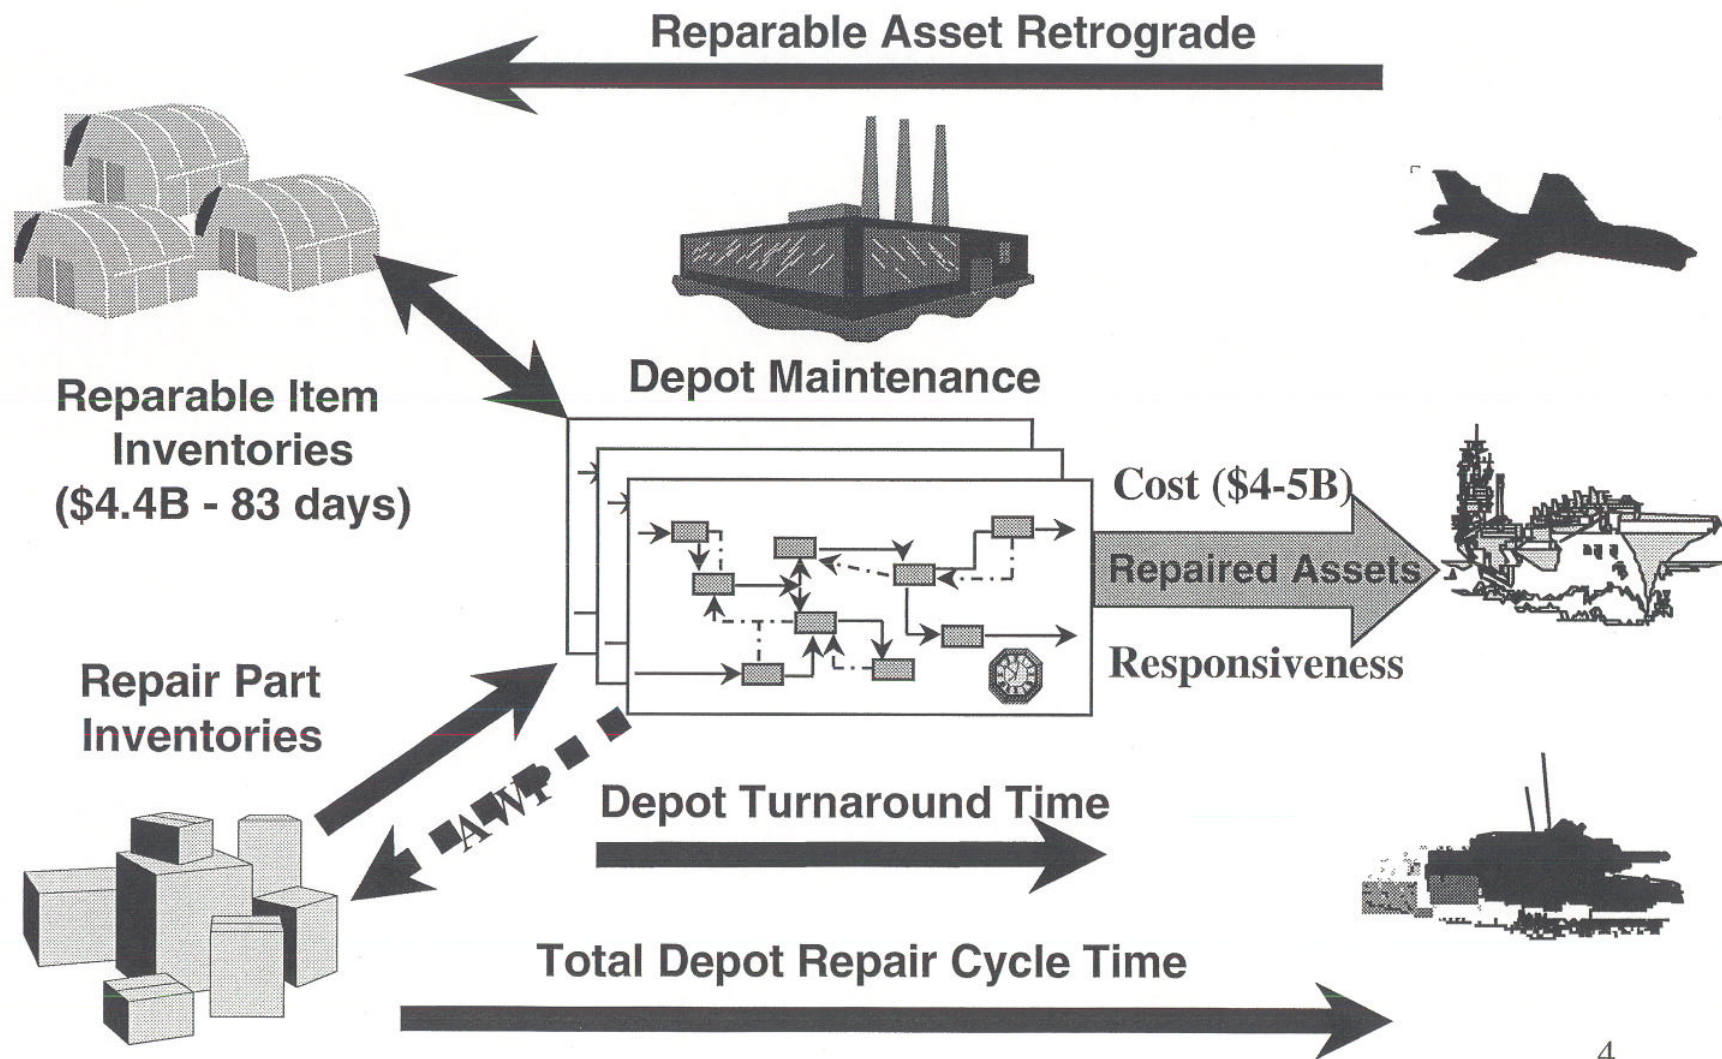 Reparable Asset Retrograde
Depot Maintenance
Reparable Item
Inventories
($4.4B - 83 days)
Cost ($4-5B)
Repaired Assets
Responsiveness
Repair Part
Inventories
AWP
Depot Turnaround Time
Total Depot Repair Cycle Time
4